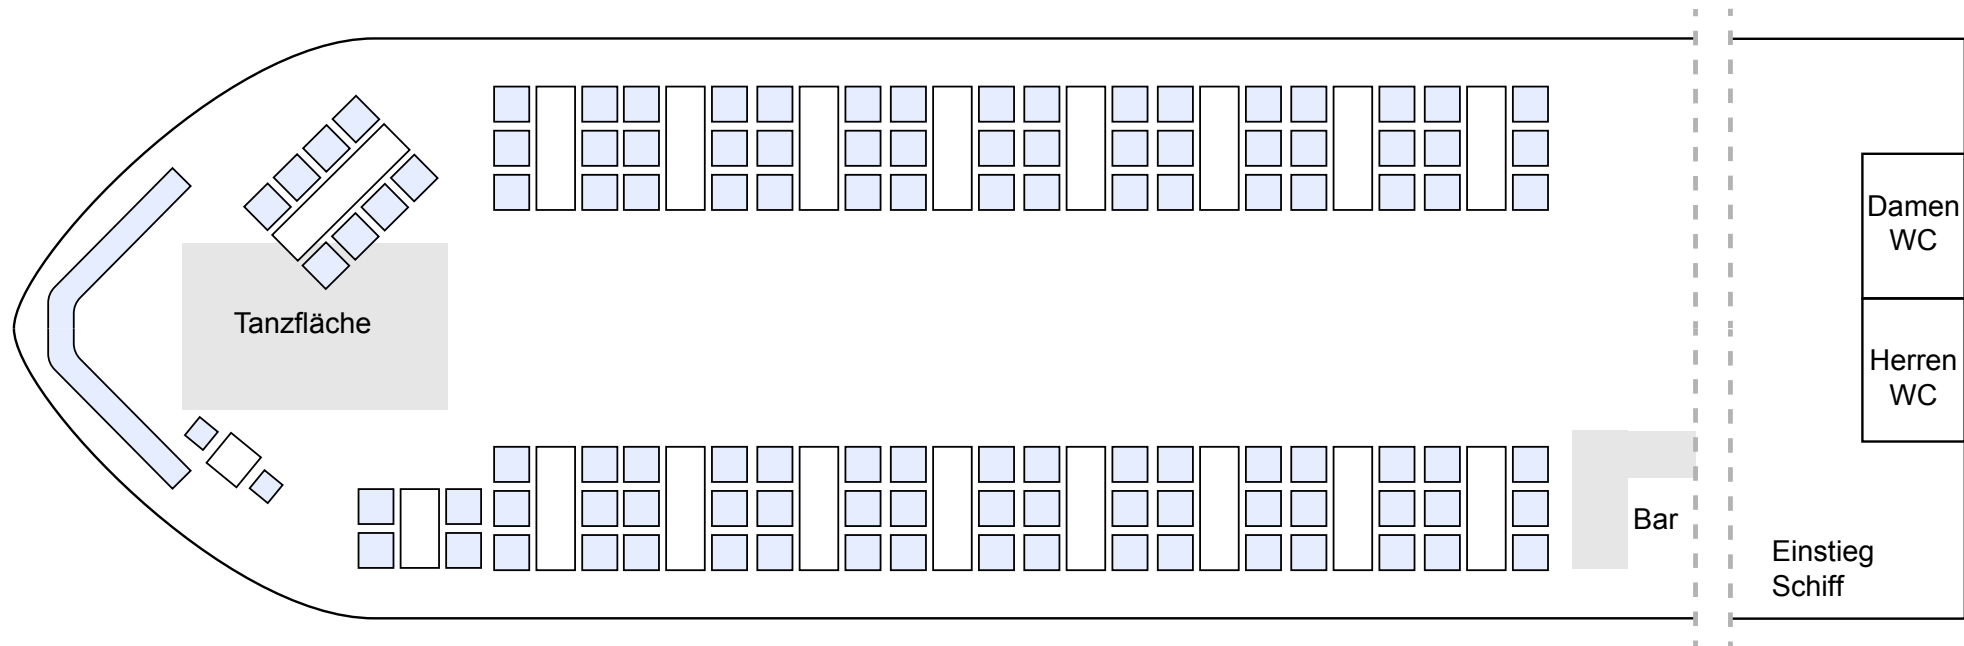 Tanzfläche
Damen
WC
Herren
WC
Bar
Einstieg
Schiff